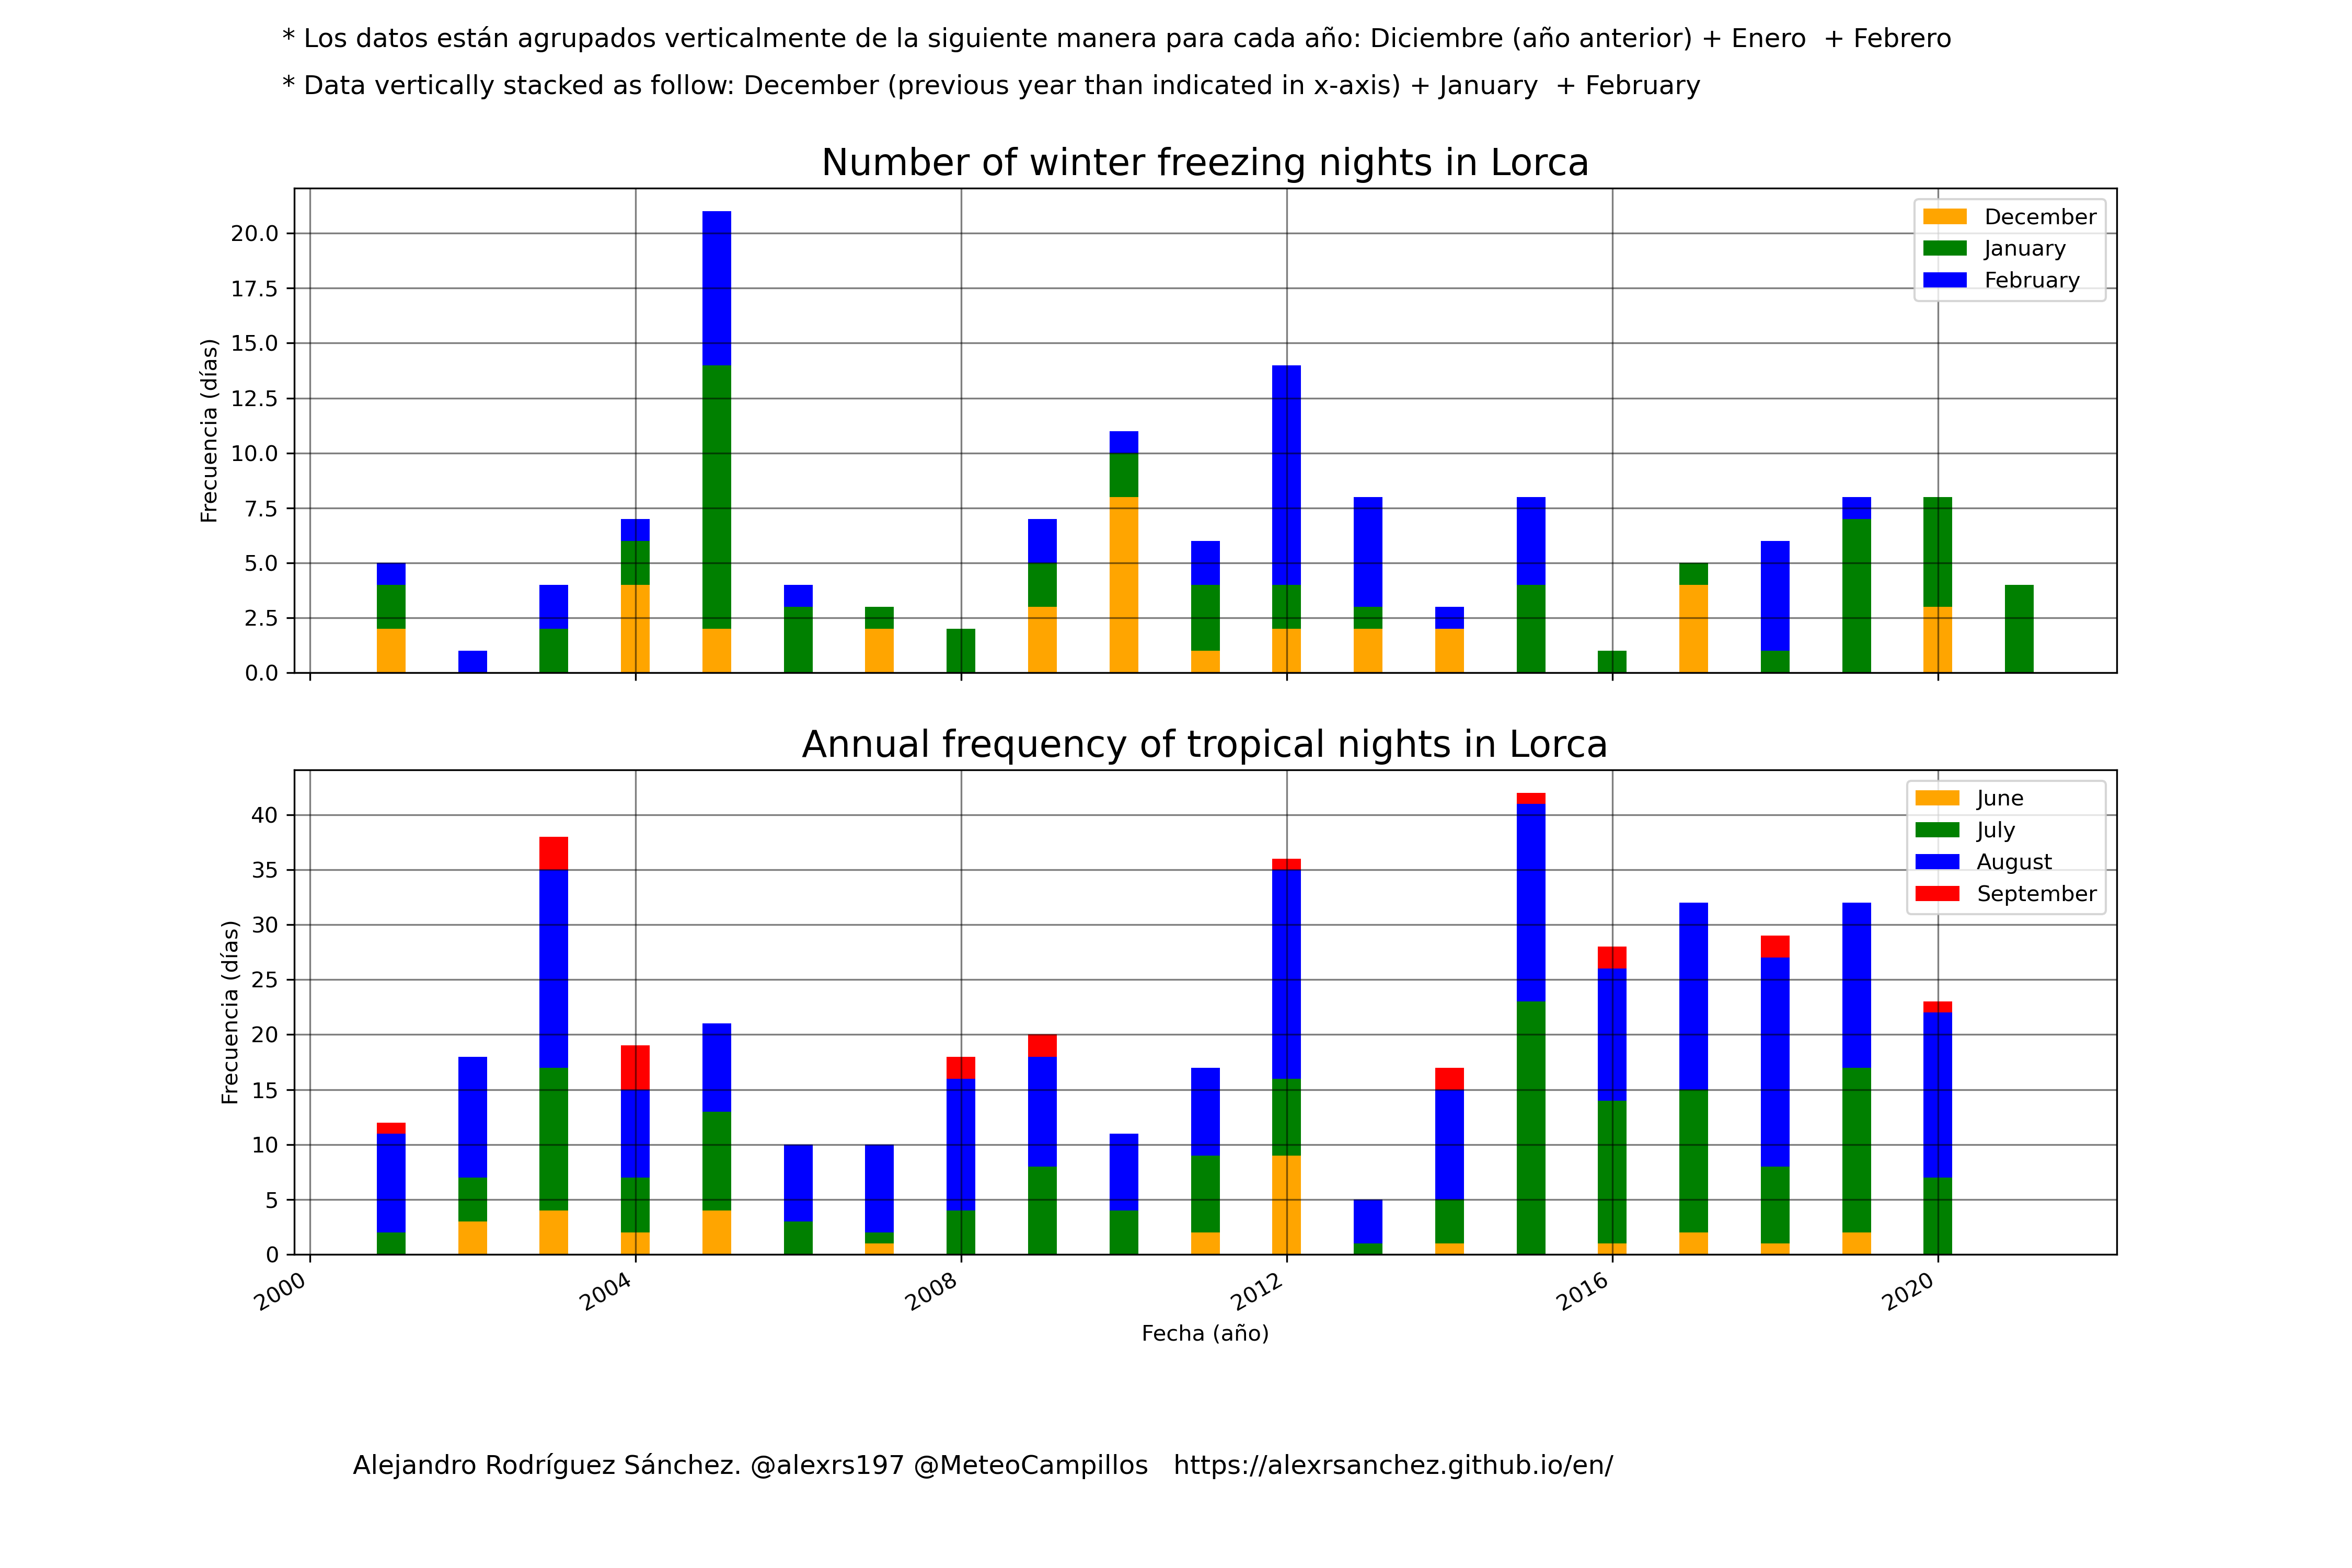 * Los datos están agrupados verticalmente de la siguiente manera para cada año: Diciembre (año anterior) + Enero  + Febrero
* Data vertically stacked as follow: December (previous year than indicated in x-axis) + January  + February
Number of winter freezing nights in Lorca
Frecuencia (días)
20.0
17.5
15.0
12.5
10.0
7.5
5.0
2.5
0.0
December
January
February
Annual frequency of tropical nights in Lorca
Frecuencia (días)
40
35
30
25
20
15
10
5
0
June
July
August
September
2000
2004
2008
2012
2016
2020
Fecha (año)
Alejandro Rodríguez Sánchez. @alexrs197 @MeteoCampillos   https://alexrsanchez.github.io/en/